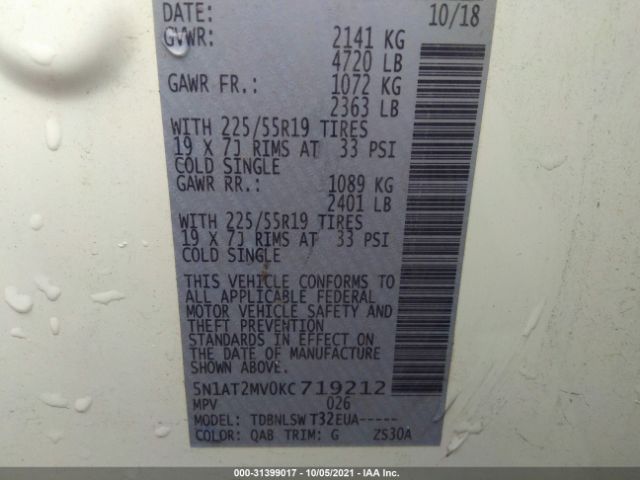 DATE: 10/18
GVWR: 2141 KG
4720 LB
GAWR FR.: 1072 KG
2363 LB
WITH 225/55R19 TIRES
19 X 7J RIMS AT 33 PSI
COLD SINGLE
GAWR RR.: 1089 KG
2401 LB
WITH 225/55R19 TIRES
19 X 7J RIMS AT 33 PSI
COLD SINGLE
THIS VEHICLE CONFORMS TO
ALL APPLICABLE FEDERAL
MOTOR VEHICLE SAFETY AND
THEFT PREVENTION
STANDARDS IN EFFECT ON
THE DATE OF MANUFACTURE
SHOWN ABOVE.
5N1AT2MV0KC719212
MPV 026
MODEL: TDBNLSW T32EUA-----
COLOR: QAB TRIM: G ZS30A
000-31399017 - 10/05/2021 - IAA Inc.